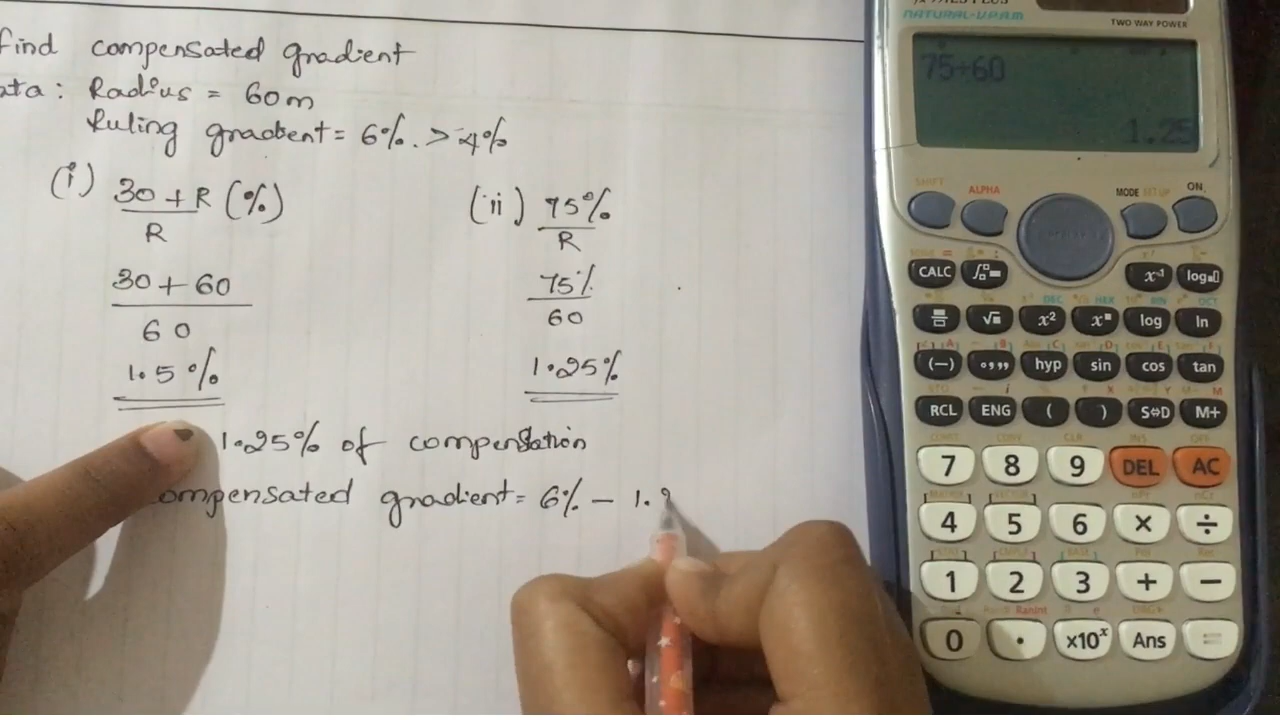 find compensated gradient
ata: Radius = 60m
Ruling gradient = 6%. > 4%
(i) 30 + R (%)
R
30 + 60
60
1.5%
(ii) 75%
R
75%
60
1.25%
1.25% of compensation
ompensated gradient = 6% - 1.2
NATURAL-V.P.A.M.
TWO WAY POWER
75÷60
1.25
SHIFT ALPHA MODE SETUP ON
CALC x⁻¹ log
√ x² x log ln
(−) °'" hyp sin cos tan
RCL ENG ( ) S⇔D M+
7 8 9 DEL AC
4 5 6 × ÷
1 2 3 + −
0 . ×10ˣ Ans =